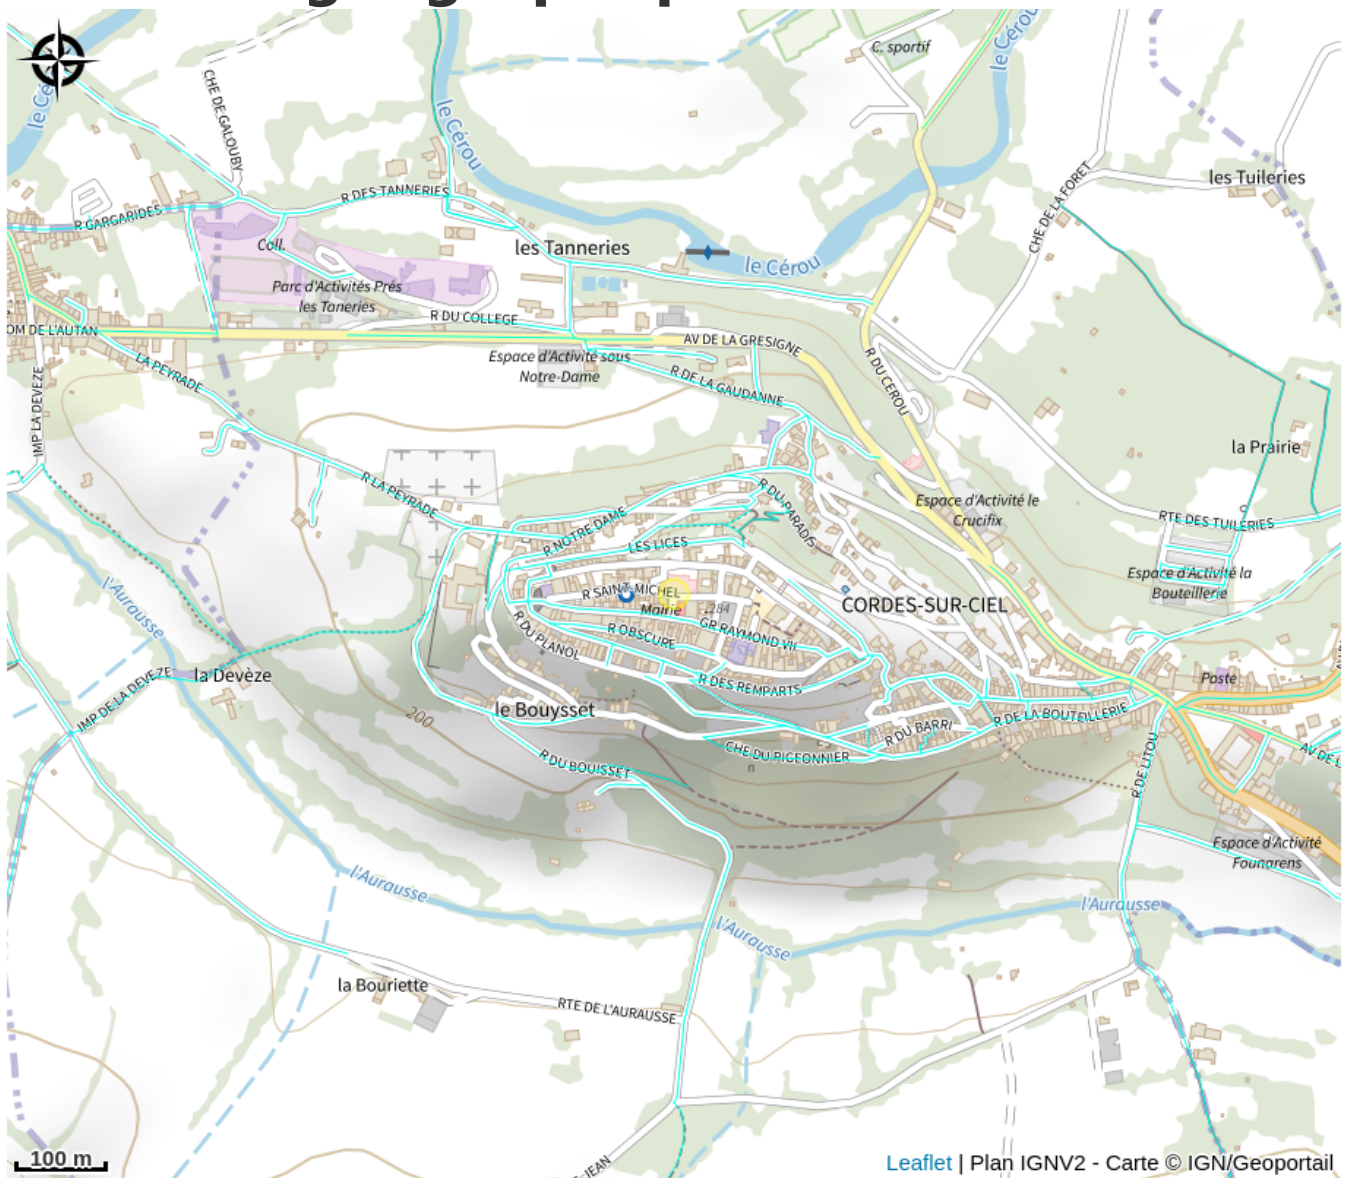 C. sportif
le Cérou
CHE DE GALOUBY
le Cérou
les Tuileries
CHE DE LA FORET
R DES TANNERIES
R GARGARIDES
Coll.
les Tanneries
le Cérou
Parc d'Activités Prés
les Taneries
R DU COLLEGE
OM DE L'AUTAN
AV DE LA GRESIGNE
Espace d'Activité sous
Notre-Dame
LA PEYRADE
R DE LA GAUDANNE
R DU CEROU
IMP LA DEVEZE
la Prairie
R LA PEYRADE
R DU PARADIS
Espace d'Activité le
Crucifix
R NOTRE DAME
RTE DES TUILERIES
LES LICES
Espace d'Activité la
Bouteillerie
l'Aurausse
R SAINT-MICHEL
Mairie
284
CORDES-SUR-CIEL
R DU PLANOL
R OBSCURE
GR RAYMOND VII
la Devèze
IMP DE LA DEVEZE
R DES REMPARTS
Poste
200
le Bouysset
R DE LA BOUTEILLERIE
R DU BARRI
CHE DU PIGEONNIER
R DU BOUISSET
AV DE L
R DE LITOU
Espace d'Activité
Founarens
l'Aurausse
l'Aurausse
l'Aurausse
la Bouriette
RTE DE L'AURAUSSE
-JEAN
100 m
Leaflet | Plan IGNV2 - Carte © IGN/Geoportail